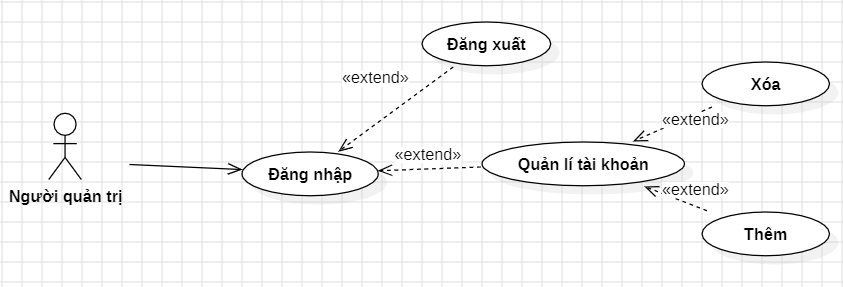 Đăng xuất
«extend»
Xóa
«extend»
«extend»
Quản lí tài khoản
Đăng nhập
Người quản trị
«extend»
Thêm